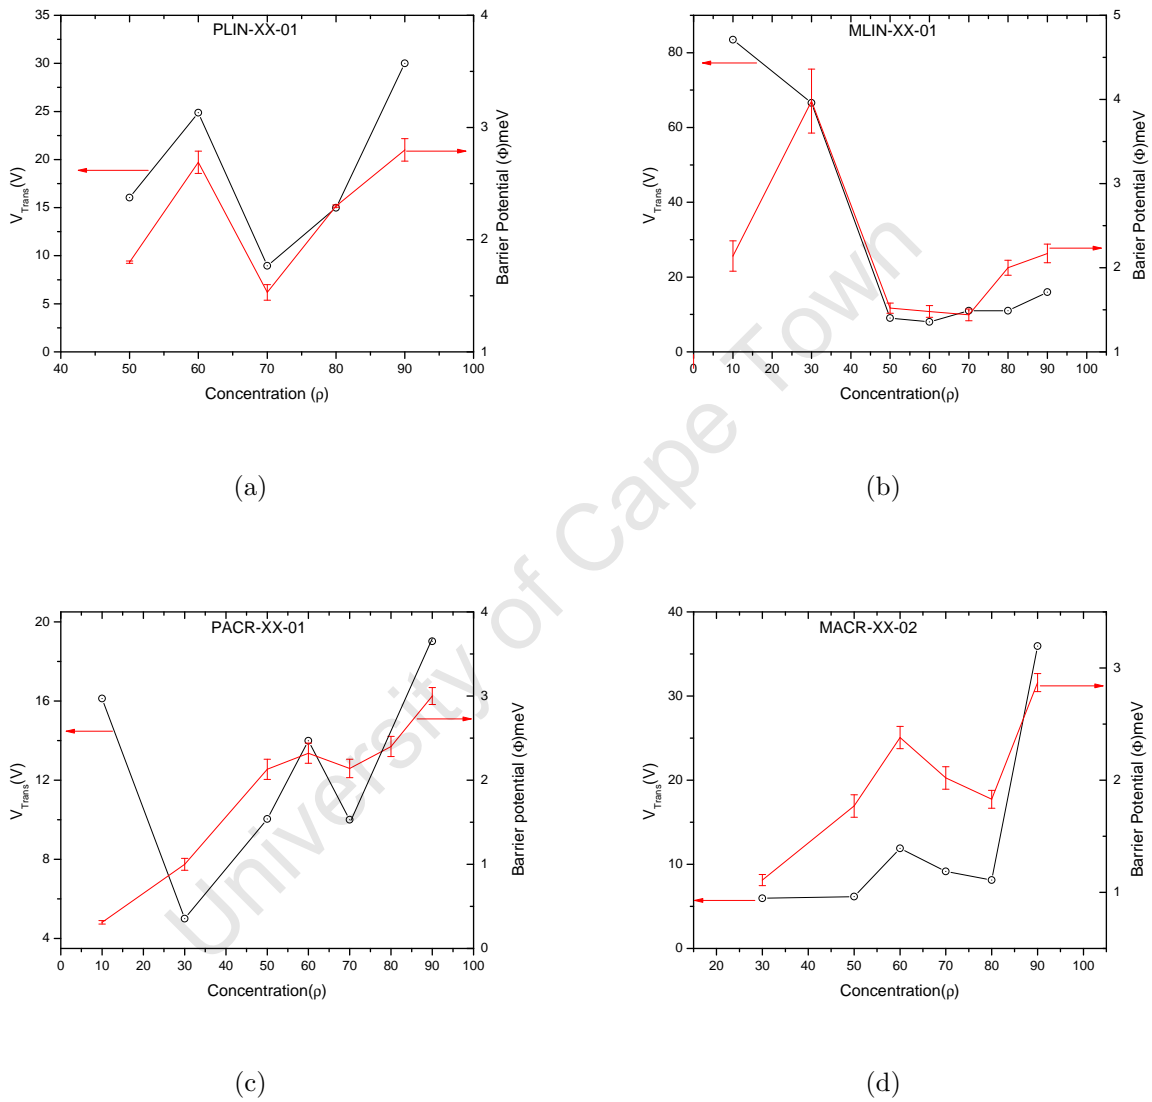 PLIN-XX-01
35
30
25
20
15
10
5
0
V_Trans(V)
4
3
2
1
Barrier Potential (Φ)meV
40 50 60 70 80 90 100
Concentration (ρ)
(a)
MLIN-XX-01
80
60
40
20
0
V_Trans(V)
5
4
3
2
1
Barier Potential (Φ)meV
0 10 20 30 40 50 60 70 80 90 100
Concentration(ρ)
(b)
PACR-XX-01
20
16
12
8
4
V_Trans(V)
4
3
2
1
0
Barrier potential (Φ)meV
0 10 20 30 40 50 60 70 80 90 100
Concentration(ρ)
(c)
MACR-XX-02
40
30
20
10
0
V_Trans(V)
3
2
1
Barrier Potential (Φ)meV
20 30 40 50 60 70 80 90 100
Concentration(ρ)
(d)
University of Cape Town